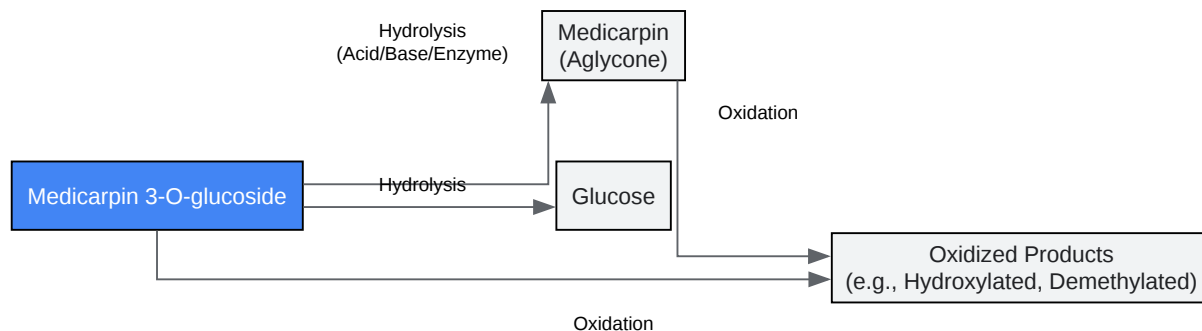 Hydrolysis
(Acid/Base/Enzyme)
Medicarpin
(Aglycone)
Oxidation
Medicarpin 3-O-glucoside
Hydrolysis
Glucose
Oxidized Products
(e.g., Hydroxylated, Demethylated)
Oxidation